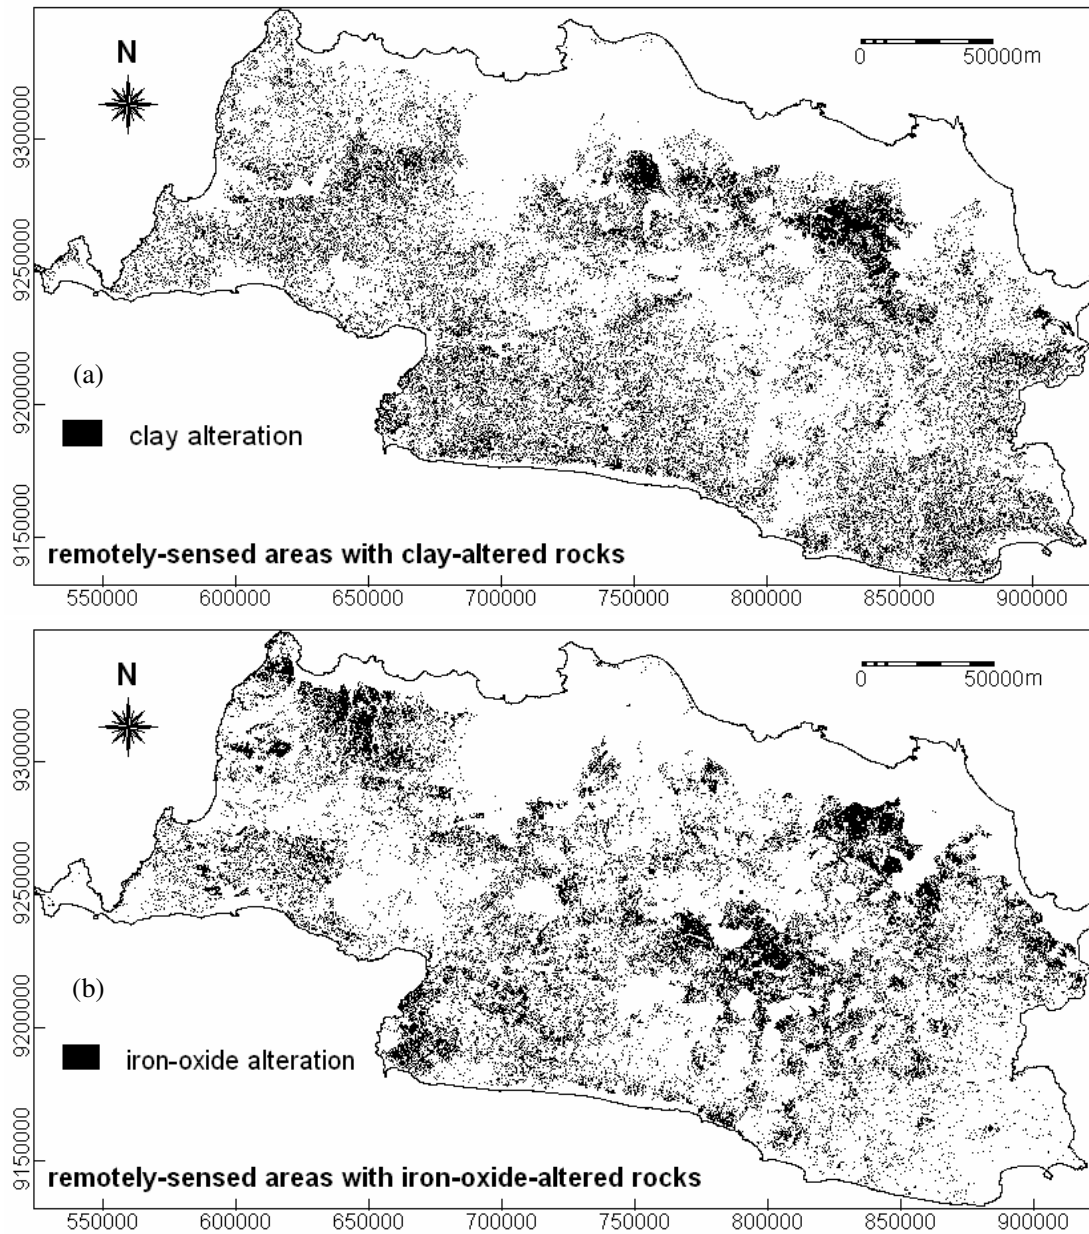 N
0 50000m
9300000
9250000
(a)
9200000
clay alteration
9150000
remotely-sensed areas with clay-altered rocks
550000 600000 650000 700000 750000 800000 850000 900000
N
0 50000m
9300000
9250000
(b)
9200000
iron-oxide alteration
9150000
remotely-sensed areas with iron-oxide-altered rocks
550000 600000 650000 700000 750000 800000 850000 900000